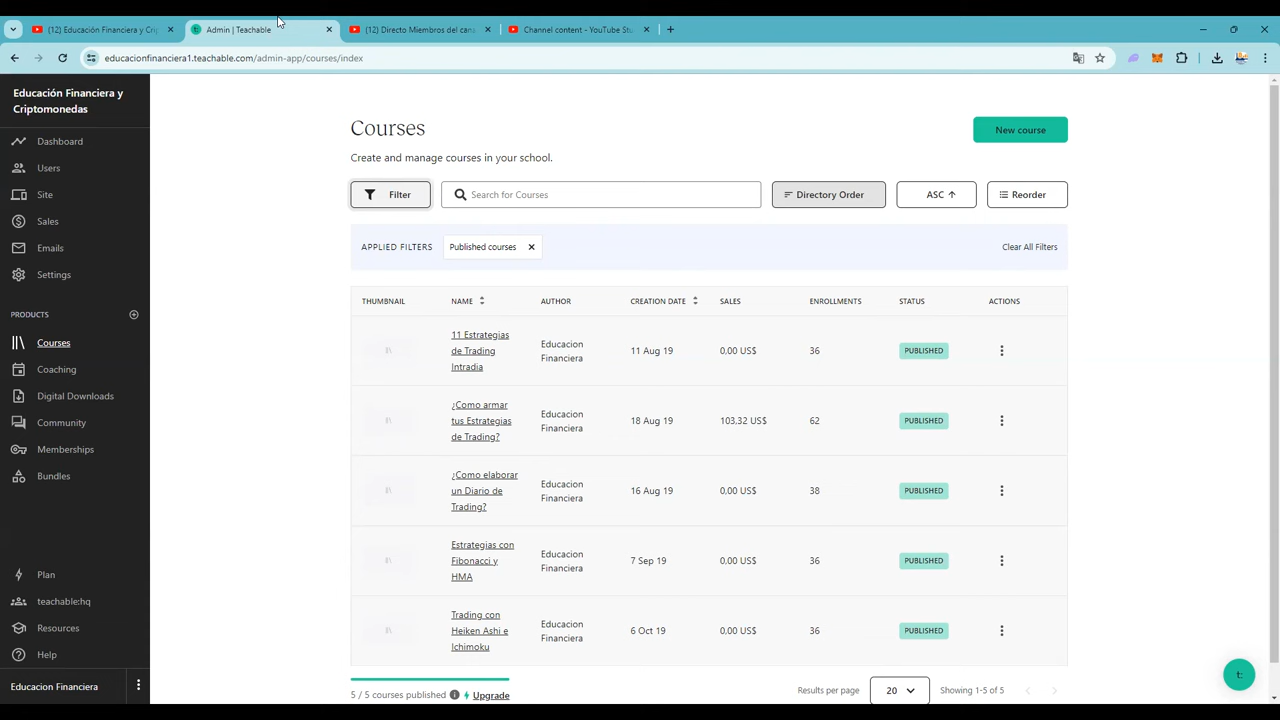 (12) Educación Financiera y Crip
Admin | Teachable
(12) Directo Miembros del cana
Channel content - YouTube Stu
educacionfinanciera1.teachable.com/admin-app/courses/index
Educación Financiera y
Criptomonedas
Dashboard
Users
Site
Sales
Emails
Settings
PRODUCTS
Courses
Coaching
Digital Downloads
Community
Memberships
Bundles
Plan
teachable:hq
Resources
Help
Educacion Financiera
Courses
New course
Create and manage courses in your school.
Filter
Search for Courses
Directory Order
ASC
Reorder
APPLIED FILTERS
Published courses
Clear All Filters
THUMBNAIL NAME AUTHOR CREATION DATE SALES ENROLLMENTS STATUS ACTIONS
11 Estrategias
de Trading
Intradia
Educacion
Financiera
11 Aug 19
0,00 US$
36
PUBLISHED
¿Como armar
tus Estrategias
de Trading?
Educacion
Financiera
18 Aug 19
103,32 US$
62
PUBLISHED
¿Como elaborar
un Diario de
Trading?
Educacion
Financiera
16 Aug 19
0,00 US$
38
PUBLISHED
Estrategias con
Fibonacci y
HMA
Educacion
Financiera
7 Sep 19
0,00 US$
36
PUBLISHED
Trading con
Heiken Ashi e
Ichimoku
Educacion
Financiera
6 Oct 19
0,00 US$
36
PUBLISHED
5 / 5 courses published
Upgrade
Results per page
20
Showing 1-5 of 5
t: